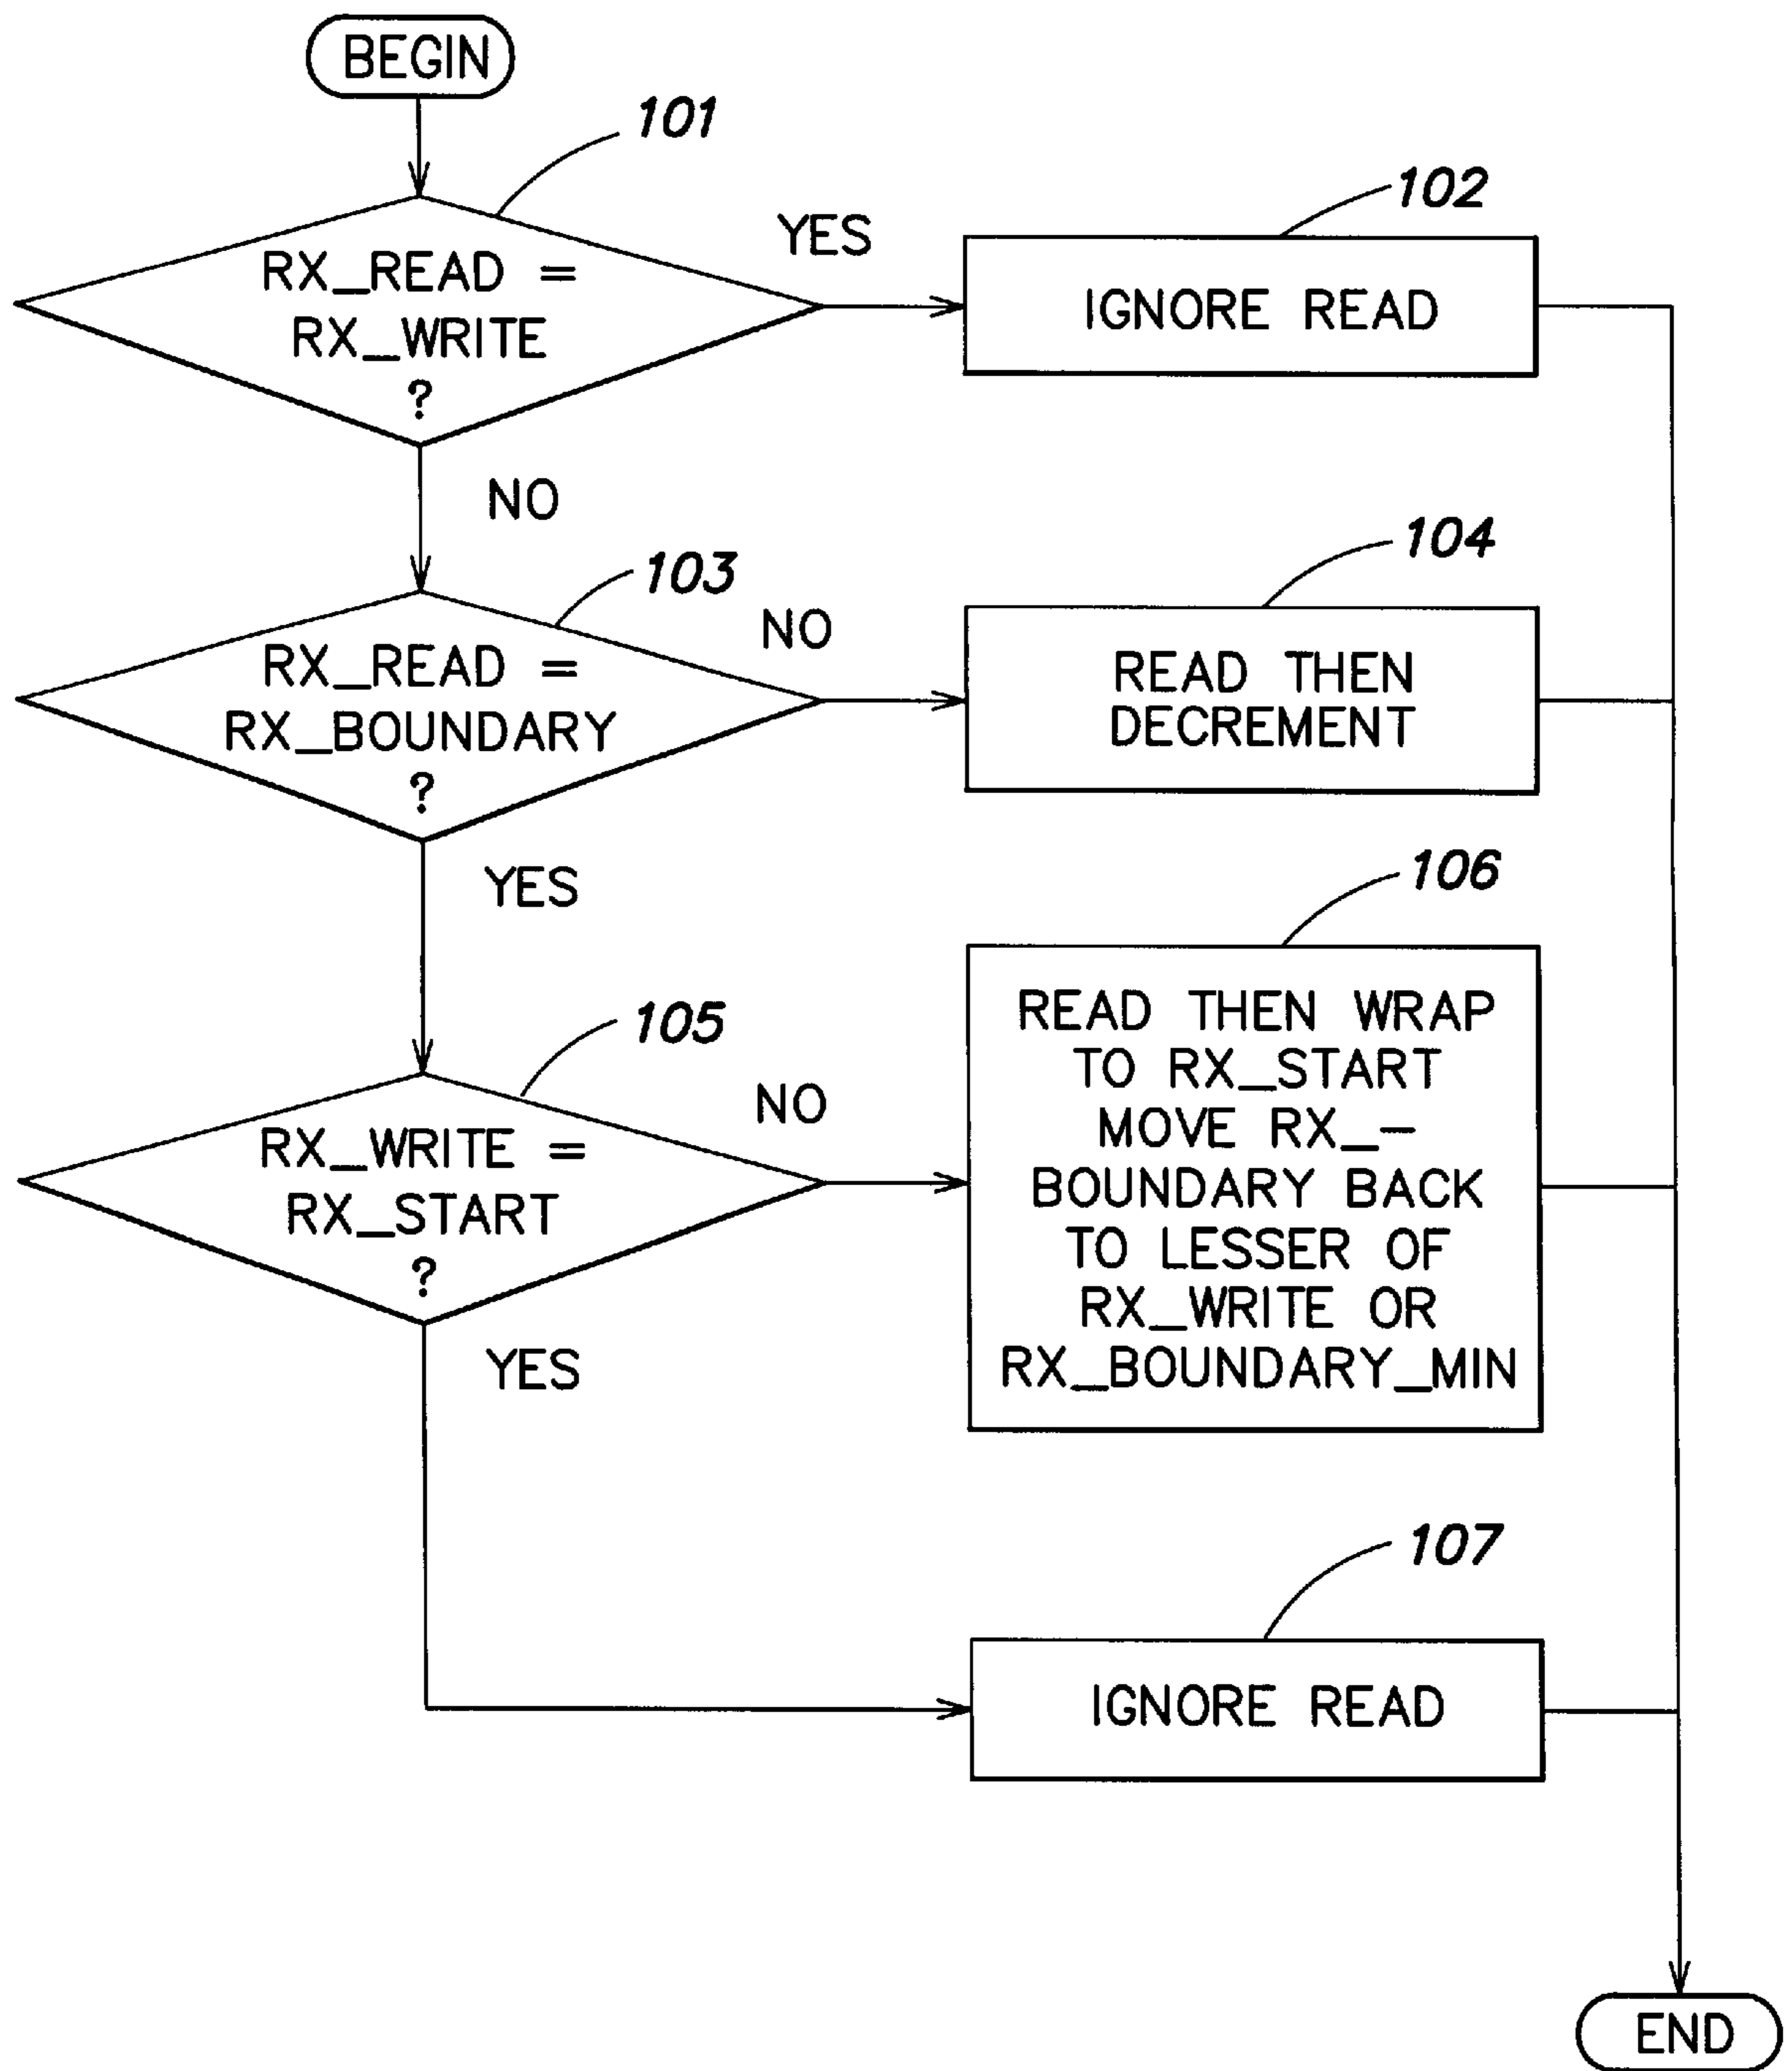 BEGIN
101
RX_READ =
RX_WRITE
?
YES
102
IGNORE READ
NO
103
RX_READ =
RX_BOUNDARY
?
NO
104
READ THEN
DECREMENT
YES
105
RX_WRITE =
RX_START
?
NO
106
READ THEN WRAP
TO RX_START
MOVE RX_-
BOUNDARY BACK
TO LESSER OF
RX_WRITE OR
RX_BOUNDARY_MIN
YES
107
IGNORE READ
END